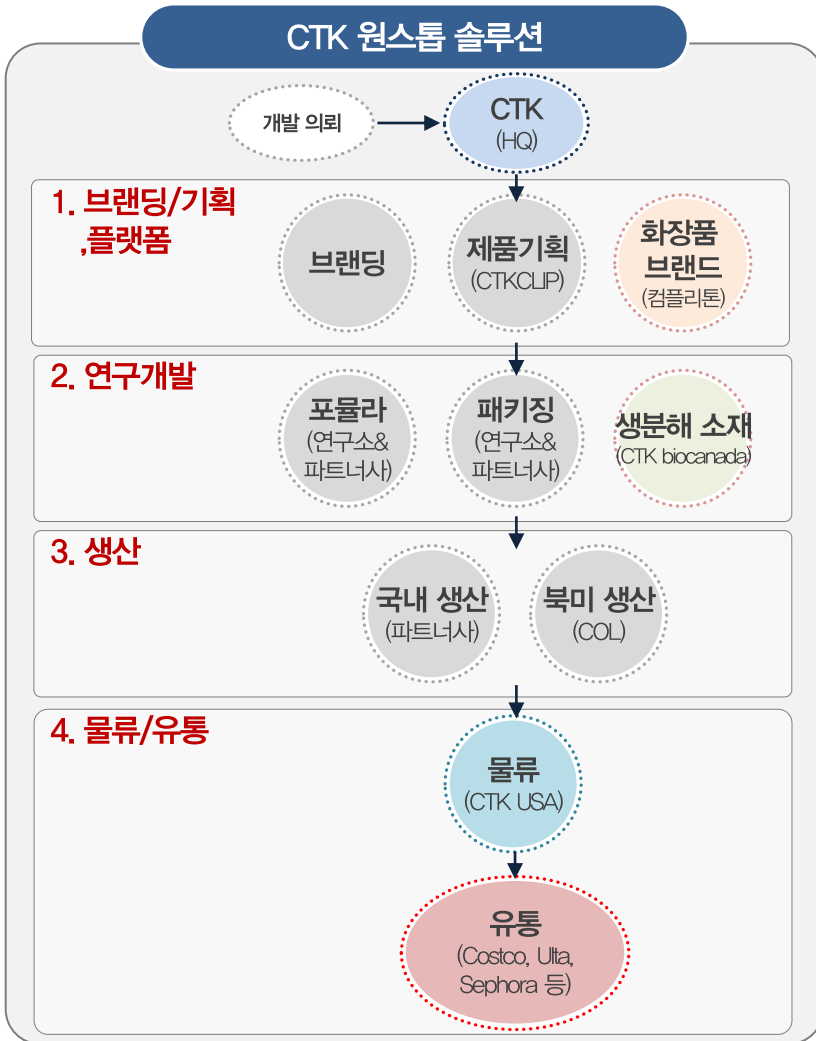 CTK 원스톱 솔루션
개발 의뢰
CTK
(HQ)
1. 브랜딩/기획
,플랫폼
브랜딩
제품기획
(CTKCLIP)
화장품
브랜드
(컴플리톤)
2. 연구개발
포뮬라
(연구소&
파트너사)
패키징
(연구소&
파트너사)
생분해 소재
(CTK biocanada)
3. 생산
국내 생산
(파트너사)
북미 생산
(COL)
4. 물류/유통
물류
(CTK USA)
유통
(Costco, Ulta,
Sephora 등)